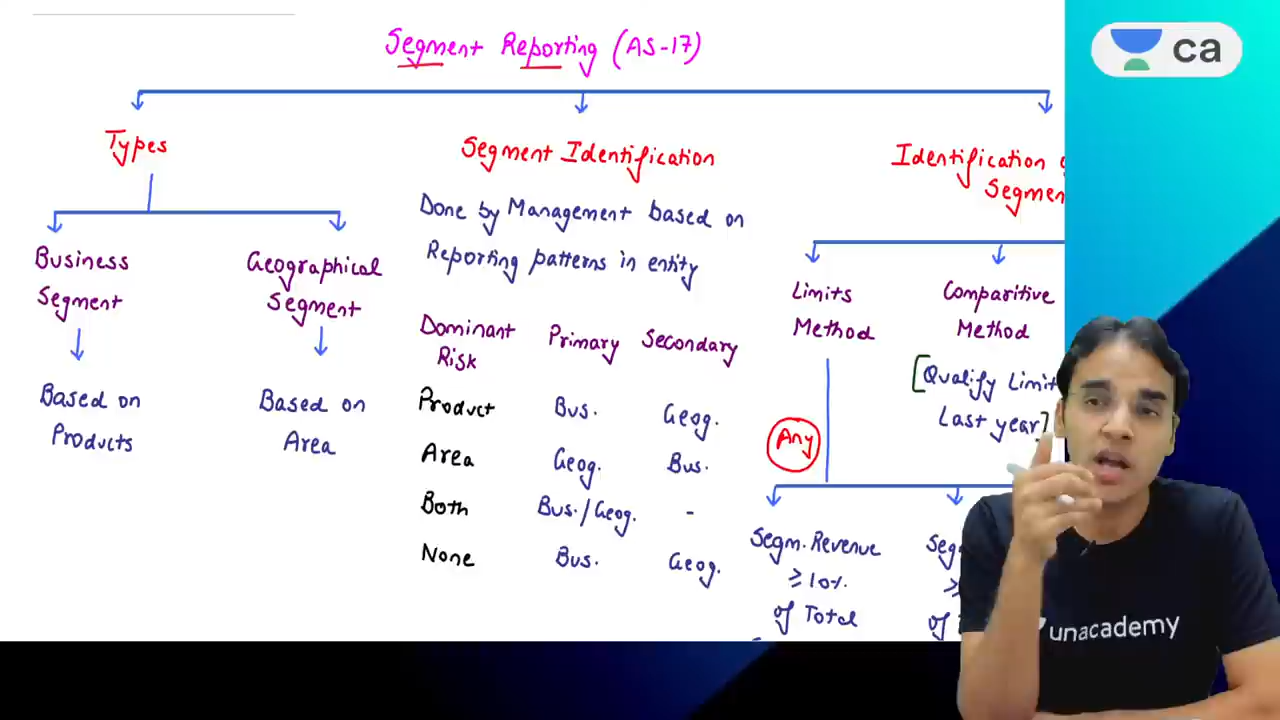 Segment Reporting (AS-17)
ca
Types
Segment Identification
Identification
Segment
Business
Segment
Geographical
Segment
Based on
Products
Based on
Area
Done by Management based on
Reporting patterns in entity
Dominant Risk Primary Secondary
Product Bus. Geog.
Area Geog. Bus.
Both Bus./Geog. -
None Bus. Geog.
Limits
Method
Comparitive
Method
[Qualify Limit
Last year]
Any
Segm. Revenue
≥10%
of Total
Seg
≥
of
unacademy